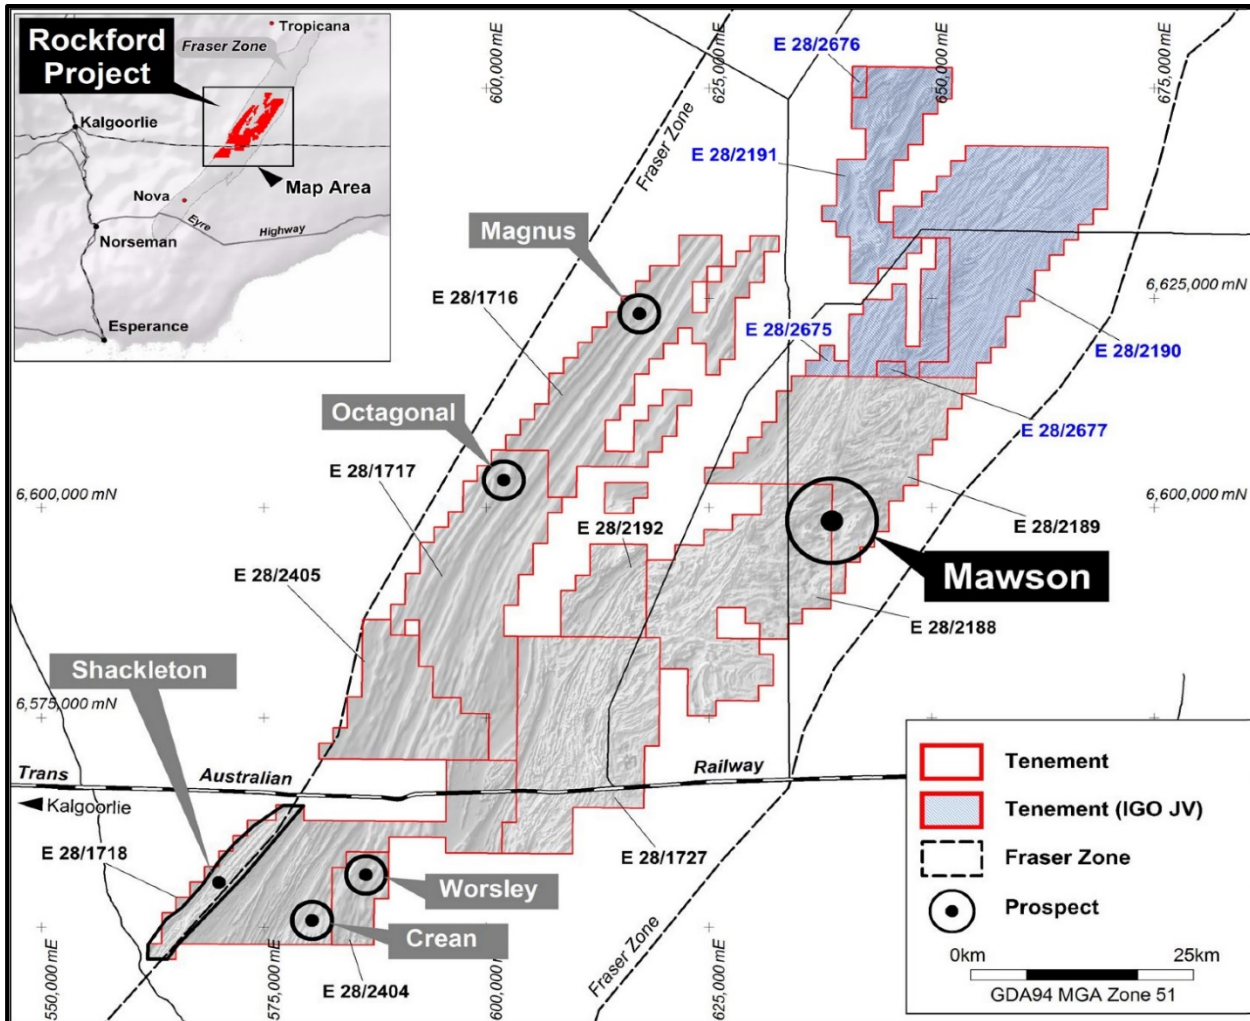 Rockford
Project
Tropicana
Fraser Zone
Kalgoorlie
Map Area
Nova
Eyre
Highway
Norseman
Esperance
600,000 mE
625,000 mE
650,000 mE
675,000 mE
E 28/2676
Fraser Zone
E 28/2191
Magnus
E 28/1716
6,625,000 mN
E 28/2675
E 28/2190
Octagonal
E 28/2677
E 28/1717
6,600,000 mN
6,600,000 mN
E 28/2192
E 28/2189
Mawson
E 28/2405
E 28/2188
Shackleton
6,575,000 mN
Trans
Australian
Railway
Kalgoorlie
E 28/1718
E 28/1727
Worsley
Crean
E 28/2404
Fraser Zone
550,000 mE
575,000 mE
600,000 mE
625,000 mE
Tenement
Tenement (IGO JV)
Fraser Zone
Prospect
0km
25km
GDA94 MGA Zone 51